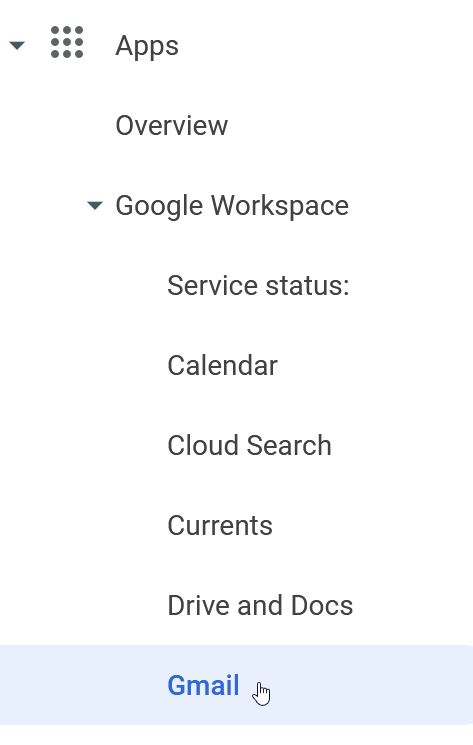 Apps
Overview
Google Workspace
Service status:
Calendar
Cloud Search
Currents
Drive and Docs
Gmail